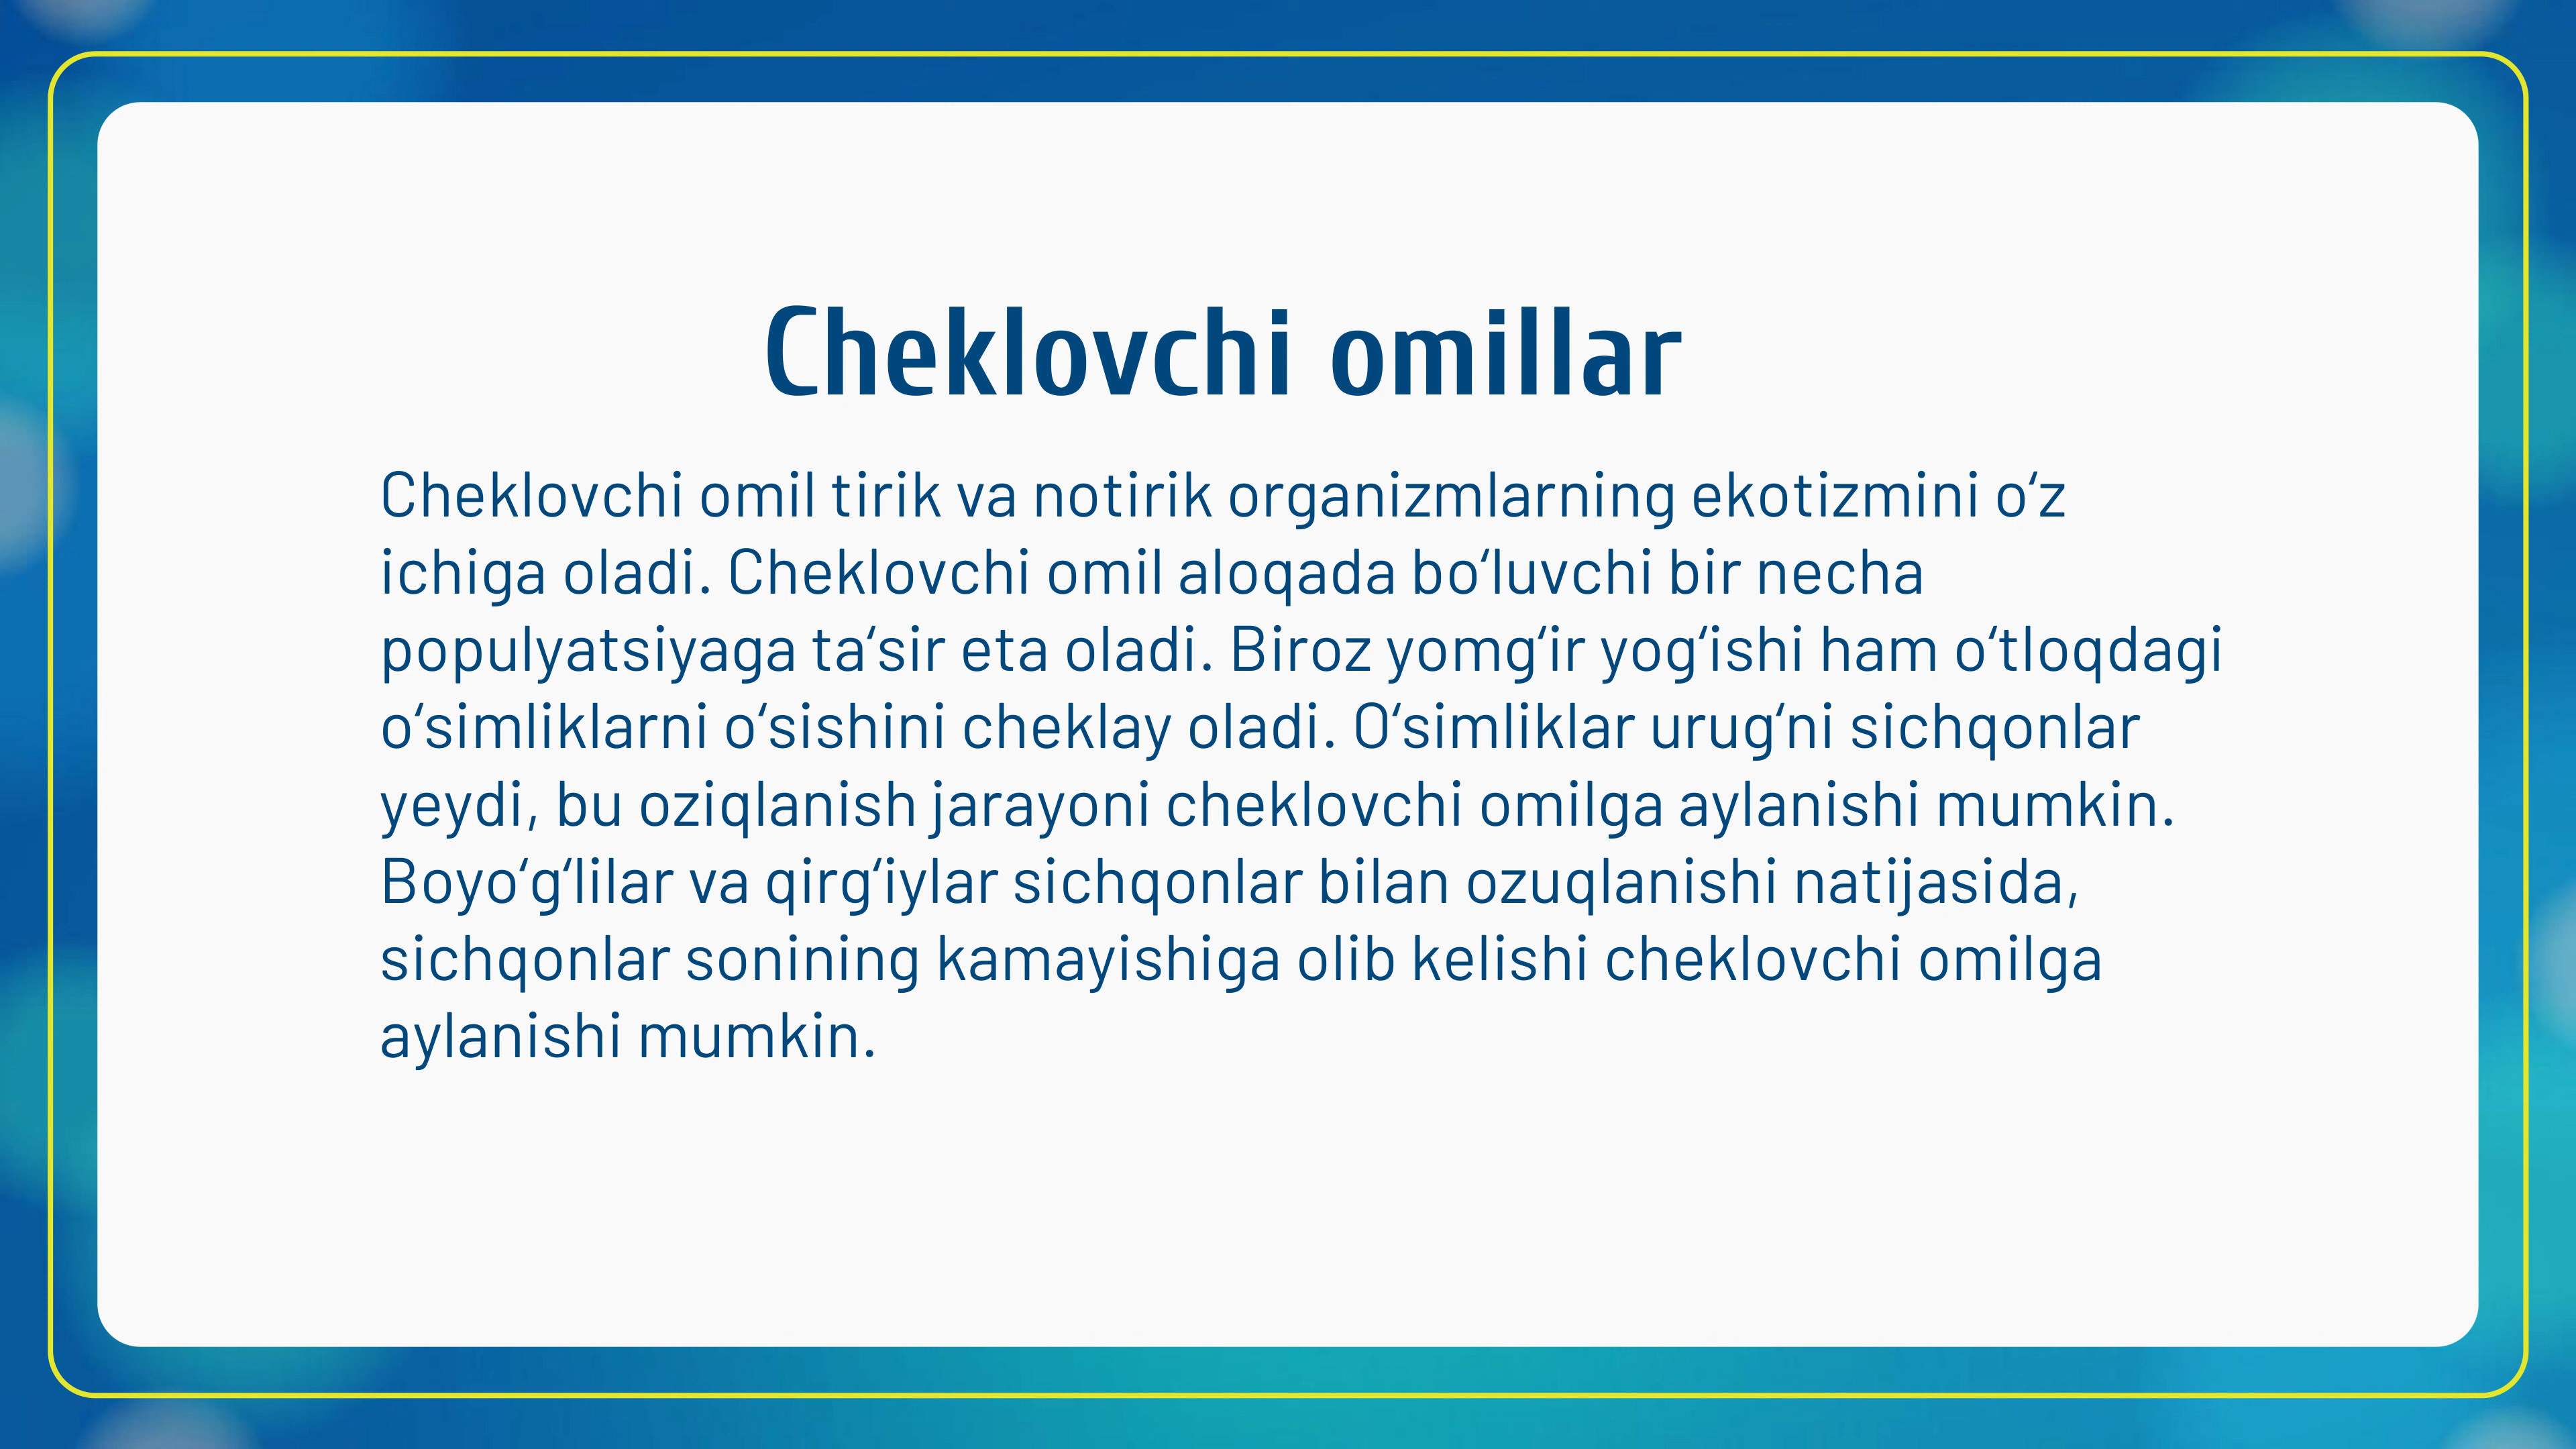 Cheklovchi omillar
Cheklovchi omil tirik va notirik organizmlarning ekotizmini o‘z
ichiga oladi. Cheklovchi omil aloqada bo‘luvchi bir necha
populyatsiyaga ta‘sir eta oladi. Biroz yomg‘ir yog‘ishi ham o‘tloqdagi
o‘simliklarni o‘sishini cheklay oladi. O‘simliklar urug‘ni sichqonlar
yeydi, bu oziqlanish jarayoni cheklovchi omilga aylanishi mumkin.
Boyo‘g‘lilar va qirg‘iylar sichqonlar bilan ozuqlanishi natijasida,
sichqonlar sonining kamayishiga olib kelishi cheklovchi omilga
aylanishi mumkin.